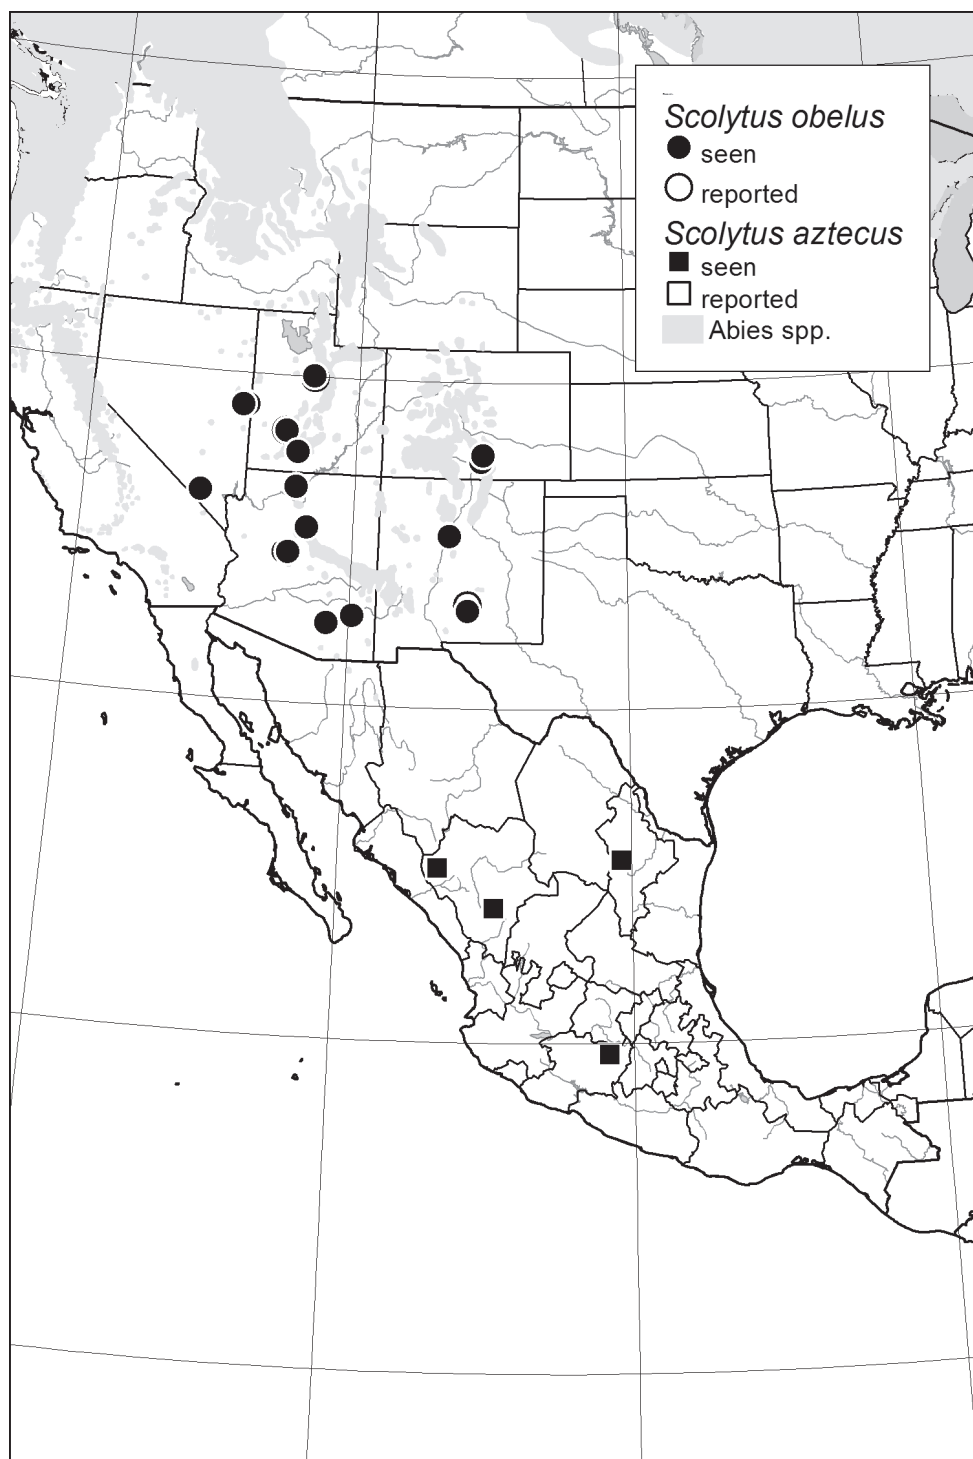 Scolytus obelus
seen
reported
Scolytus aztecus
seen
reported
Abies spp.